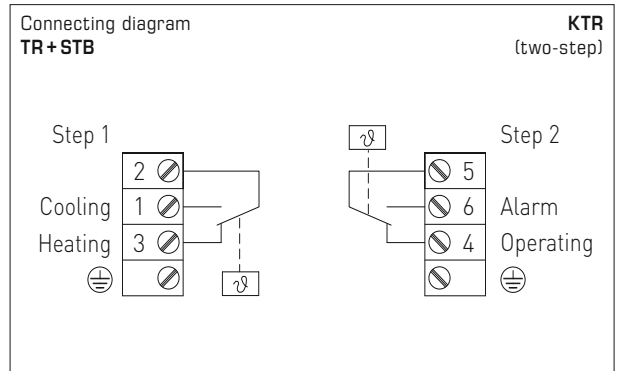 Connecting diagram
TR+STB
KTR
(two-step)
Step 1
2
Cooling 1
Heating 3
ϑ
ϑ
Step 2
5
6 Alarm
4 Operating